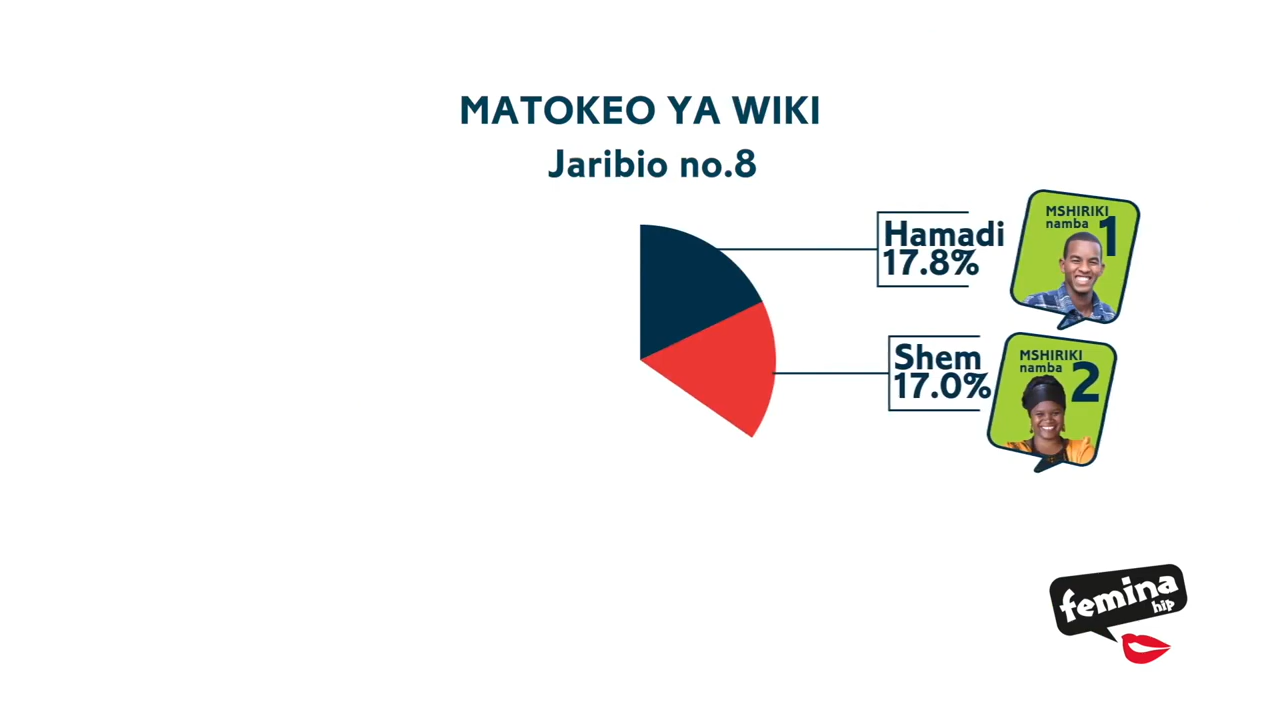 MATOKEO YA WIKI
Jaribio no.8
Hamadi
17.8%
MSHIRIKI
namba 1
Shem
17.0%
MSHIRIKI
namba 2
femina
hip